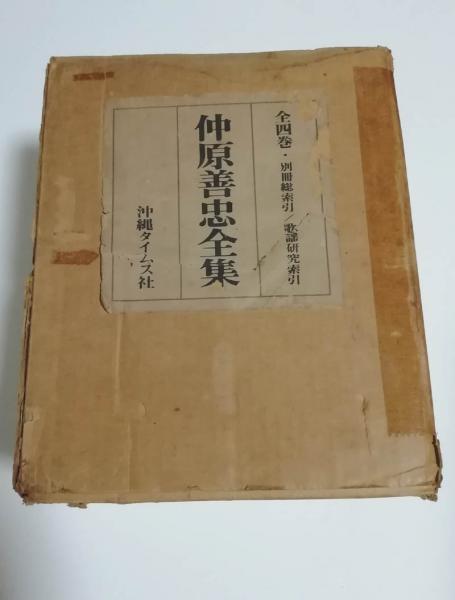 全四巻・別冊総索引/歌謡研究索引
仲原善忠全集
沖縄タイムス社